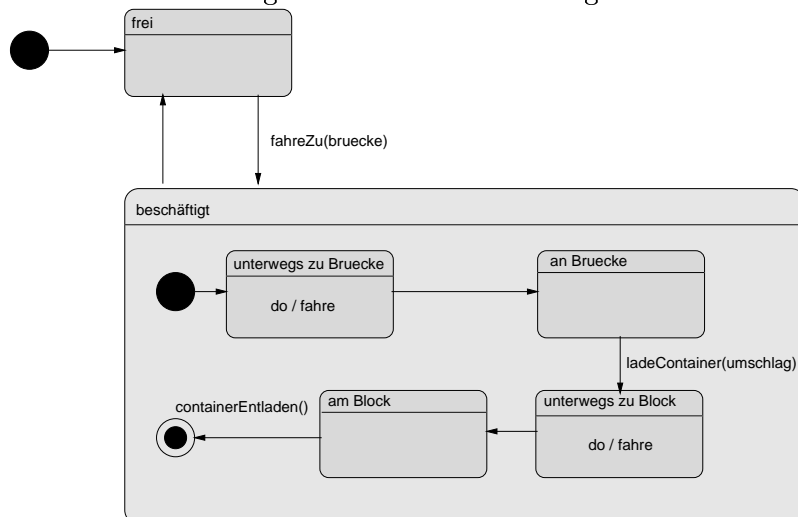 frei
fahreZu(bruecke)
beschäftigt
unterwegs zu Bruecke
an Bruecke
do / fahre
ladeContainer(umschlag)
containerEntladen()
am Block
unterwegs zu Block
do / fahre